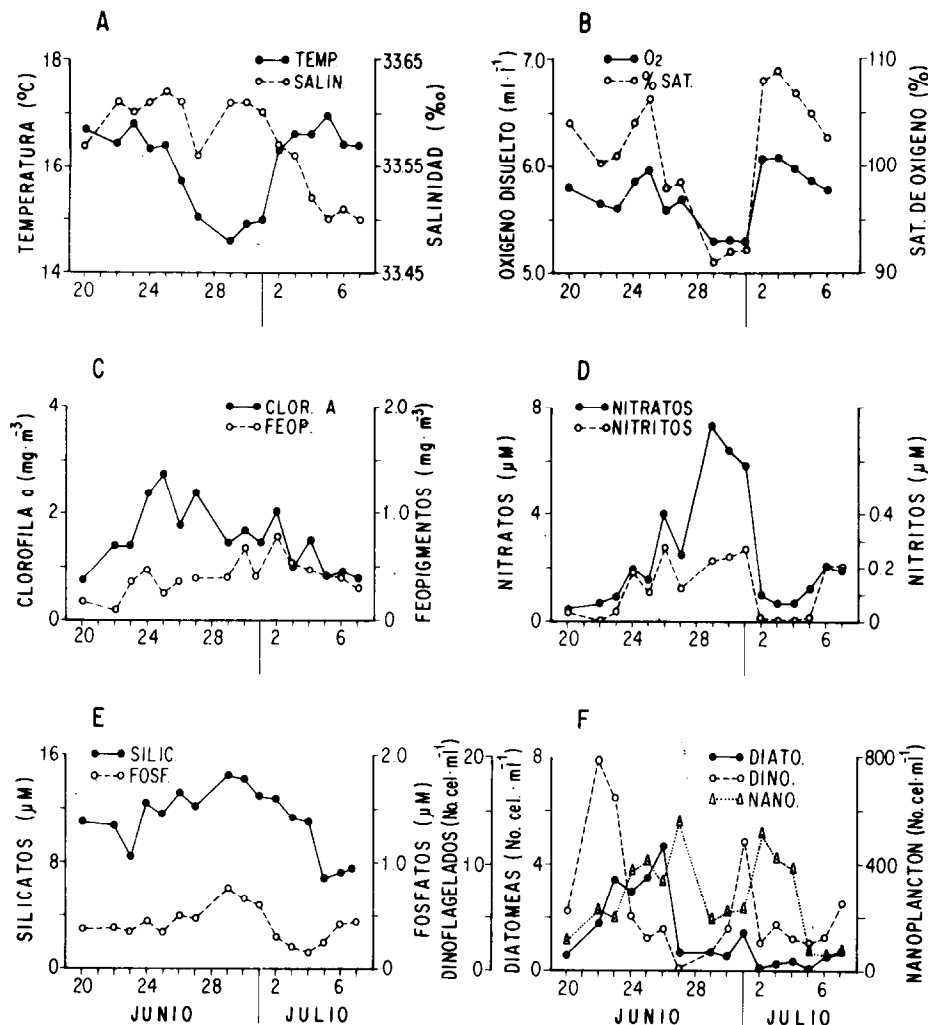 A
TEMP.
SALIN.
TEMPERATURA (°C)
18
16
14
SALINIDAD (‰)
33.65
33.55
33.45
20 24 28 2 6
B
O2
% SAT.
OXIGENO DISUELTO (ml·l-1)
7.0
6.0
5.0
SAT. DE OXIGENO (%)
110
100
90
20 24 28 2 6
C
CLOR. A
FEOP.
CLOROFILA a (mg·m-3)
4
2
0
FEOPIGMENTOS (mg·m-3)
2.0
1.0
0
20 24 28 2 6
D
NITRATOS
NITRITOS
NITRATOS (μM)
8
4
2
0
NITRITOS (μM)
0.4
0.2
0
20 24 28 2 6
E
SILIC.
FOSF.
SILICATOS (μM)
16
8
0
FOSFATOS (μM)
2.0
1.0
0
20 24 28 2 6
JUNIO JULIO
F
DIATO.
DINO.
NANO.
DINOFLAGELADOS (No.cel·ml-1)
20
10
0
DIATOMEAS (No. cel.·ml-1)
8
4
0
NANOPLANCTON (No.cel·ml-1)
800
400
0
20 24 28 2 6
JUNIO JULIO